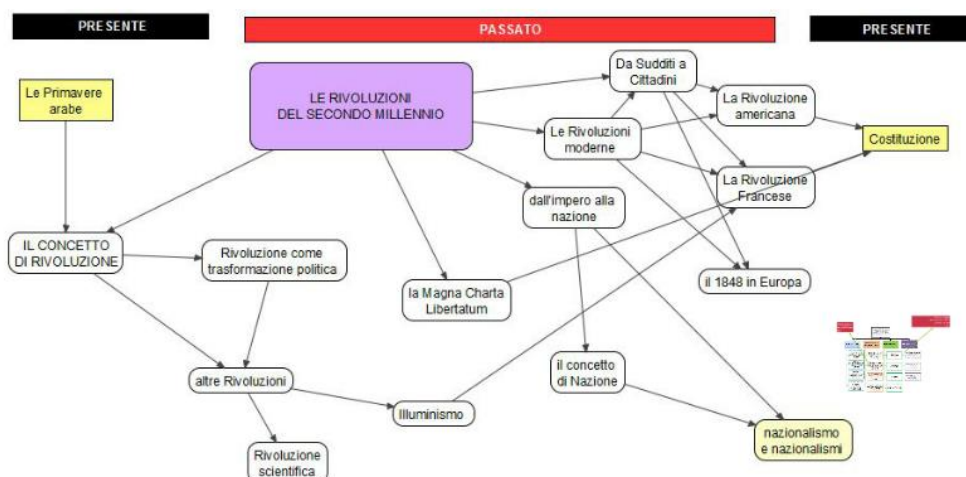 PRESENTE
PASSATO
PRESENTE
Le Primavere
arabe
LE RIVOLUZIONI
DEL SECONDO MILLENNIO
Da Sudditi a
Cittadini
La Rivoluzione
americana
Le Rivoluzioni
moderne
Costituzione
La Rivoluzione
Francese
dall'impero alla
nazione
IL CONCETTO
DI RIVOLUZIONE
Rivoluzione come
trasformazione politica
la Magna Charta
Libertatum
il 1848 in Europa
altre Rivoluzioni
il concetto
di Nazione
Illuminismo
nazionalismo
e nazionalismi
Rivoluzione
scientifica